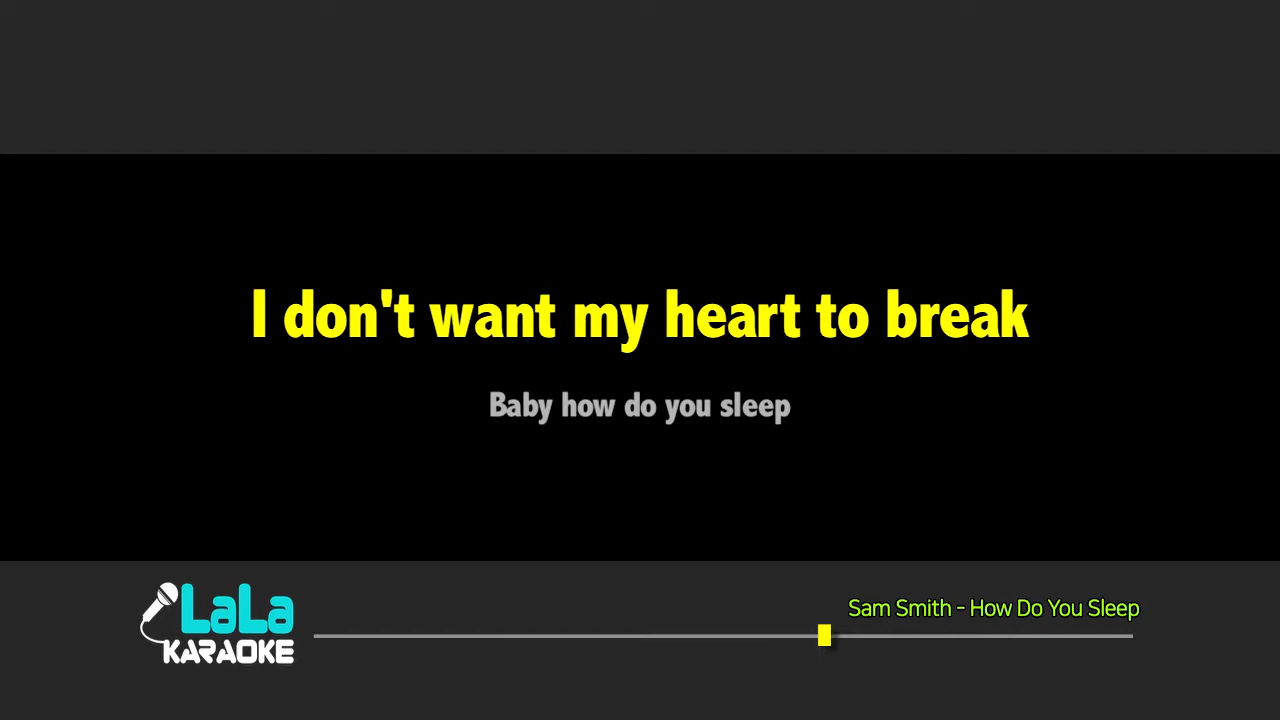 I don't want my heart to break
Baby how do you sleep
Sam Smith - How Do You Sleep
LaLa
KARAOKE